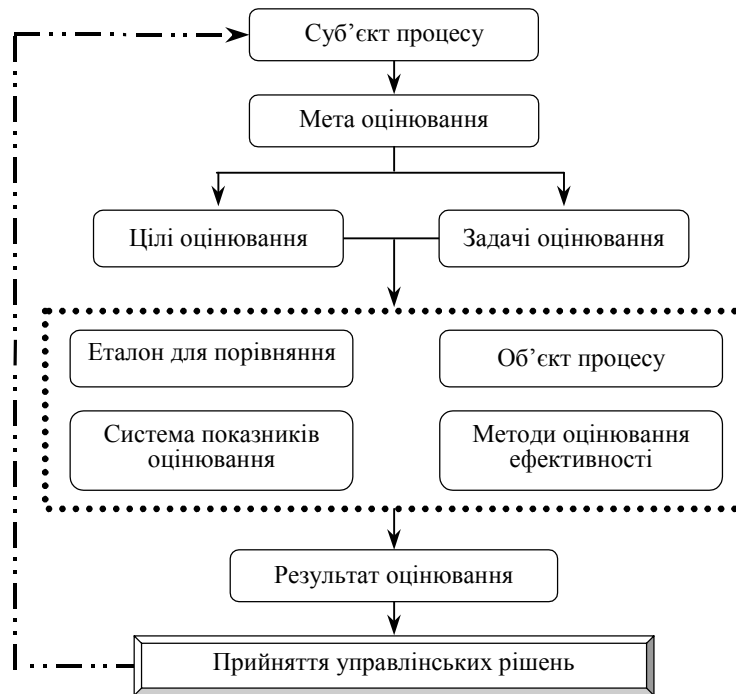 Суб’єкт процесу
Мета оцінювання
Цілі оцінювання
Задачі оцінювання
Еталон для порівняння
Об’єкт процесу
Система показників
оцінювання
Методи оцінювання
ефективності
Результат оцінювання
Прийняття управлінських рішень